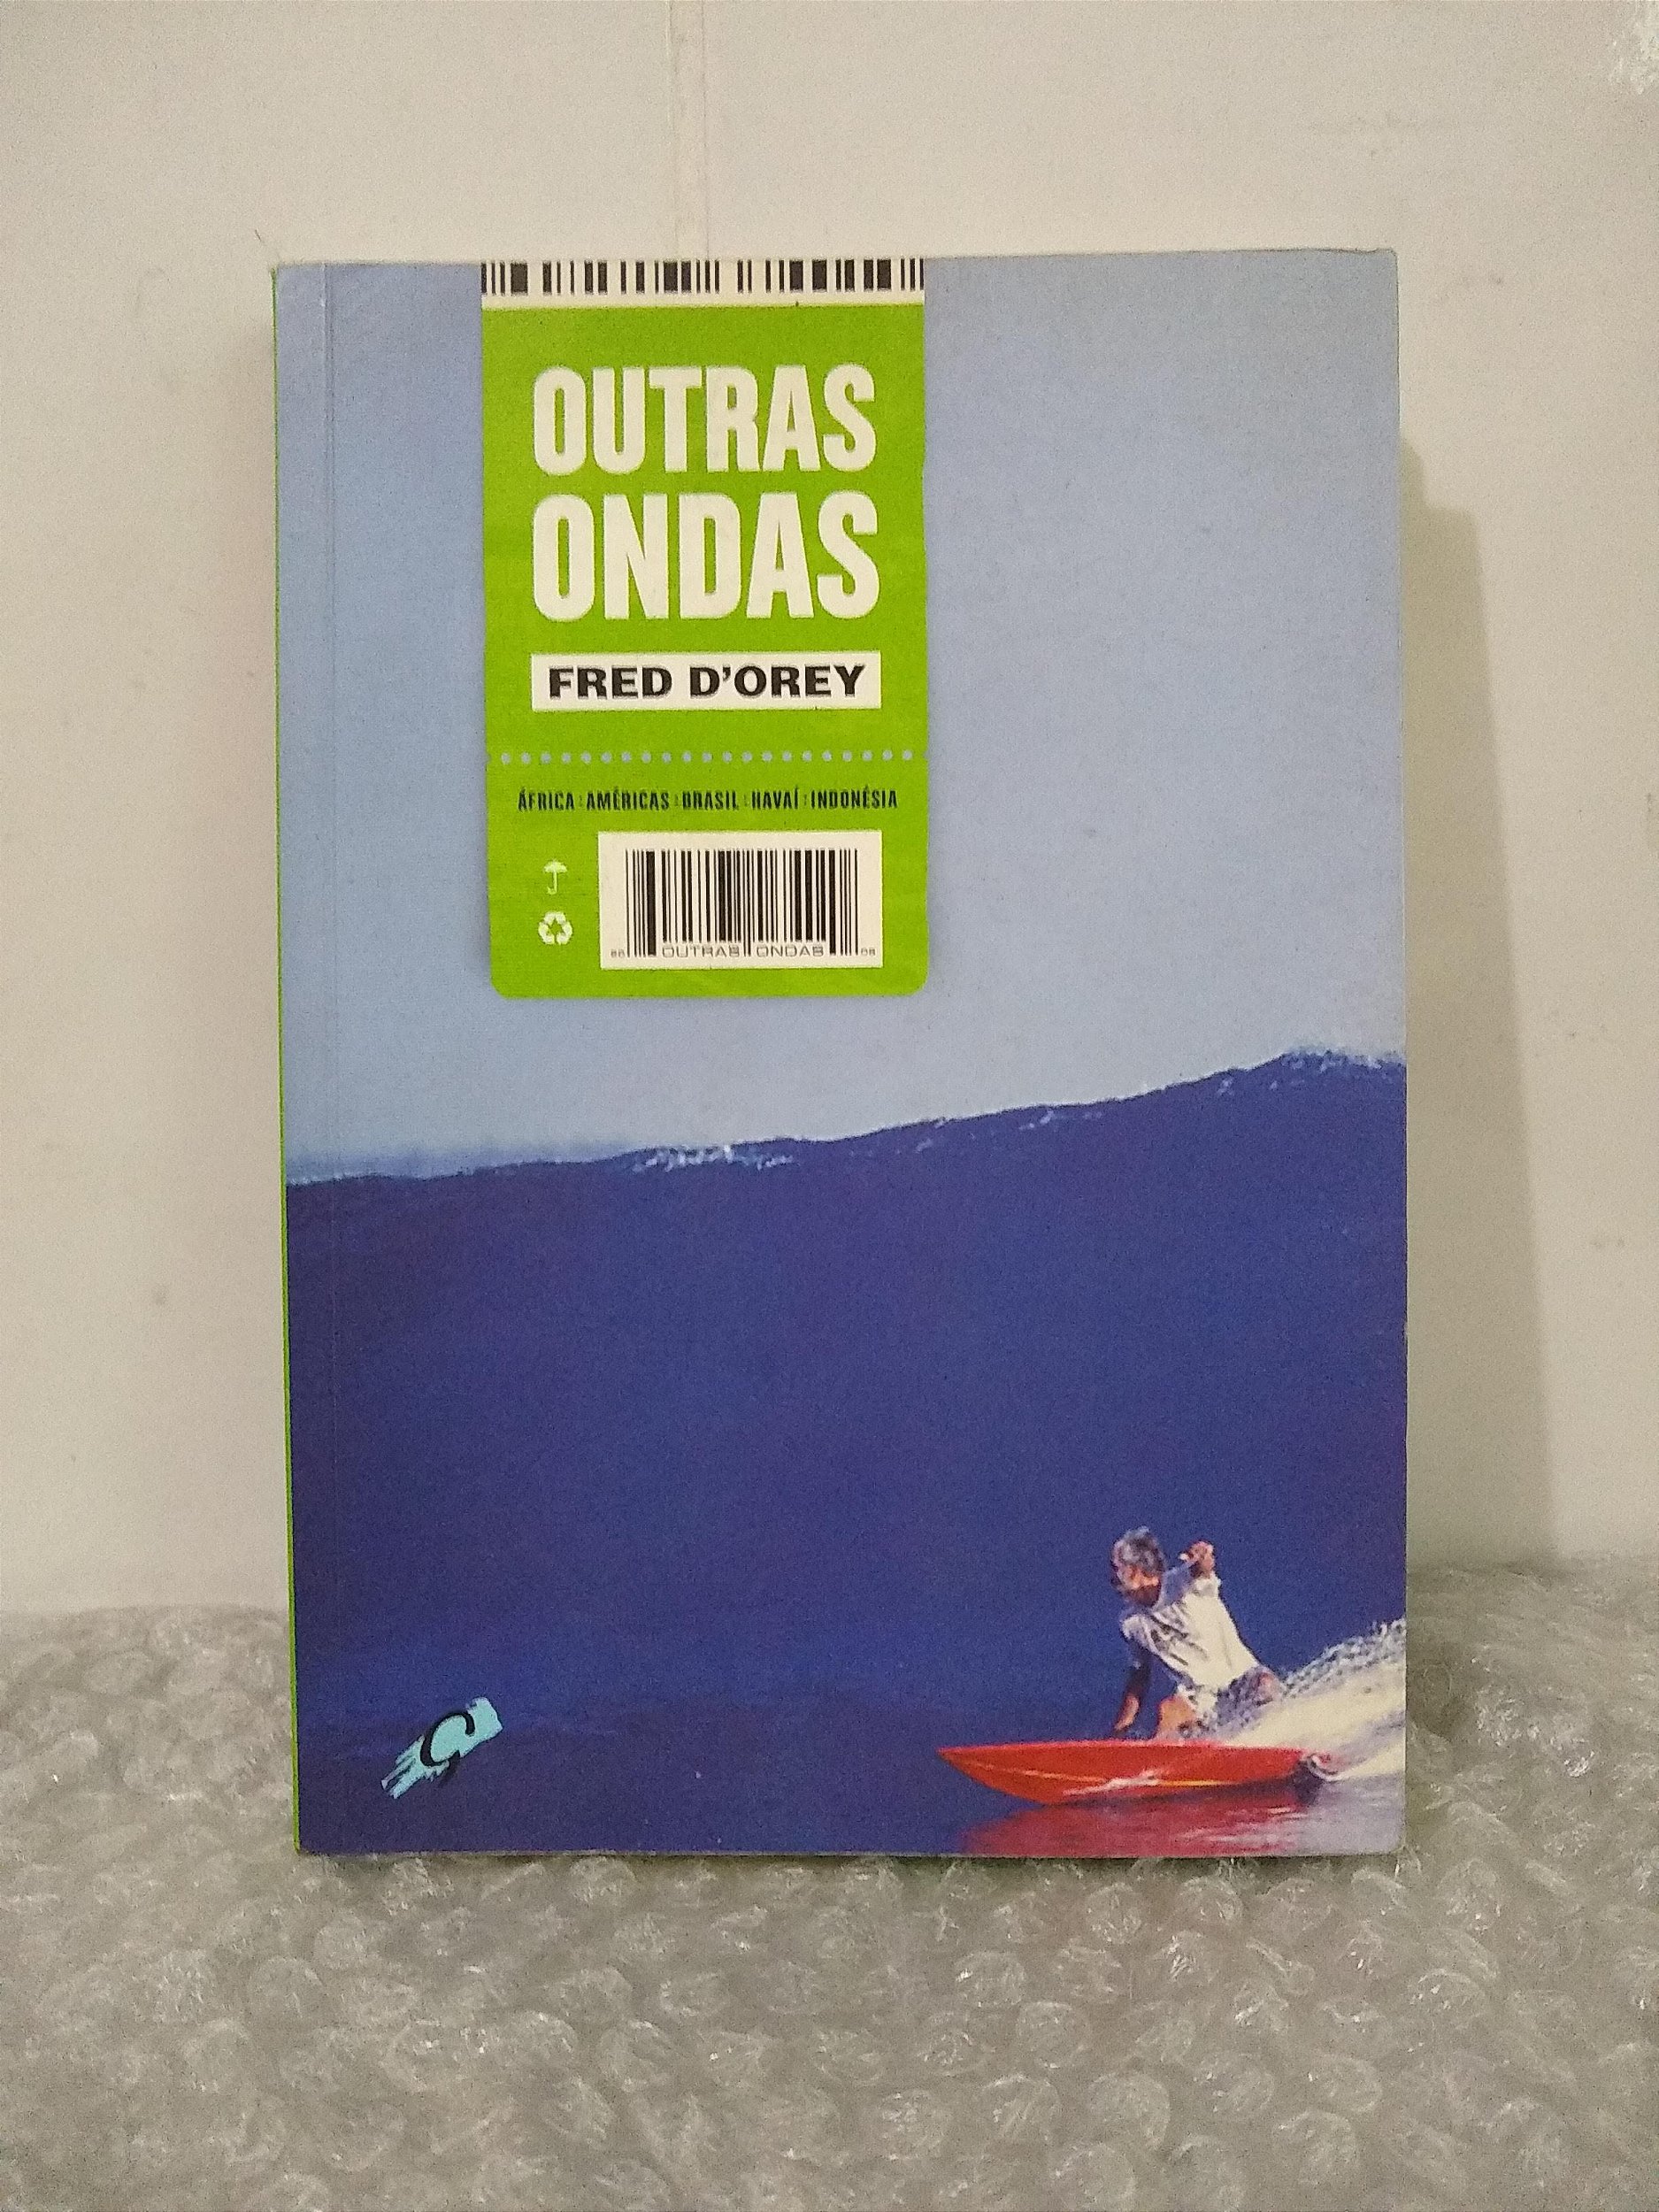 OUTRAS
ONDAS
FRED D'OREY
ÁFRICA : AMÉRICAS : BRASIL : HAVAÍ : INDONÉSIA
OUTRAS ONDAS
G